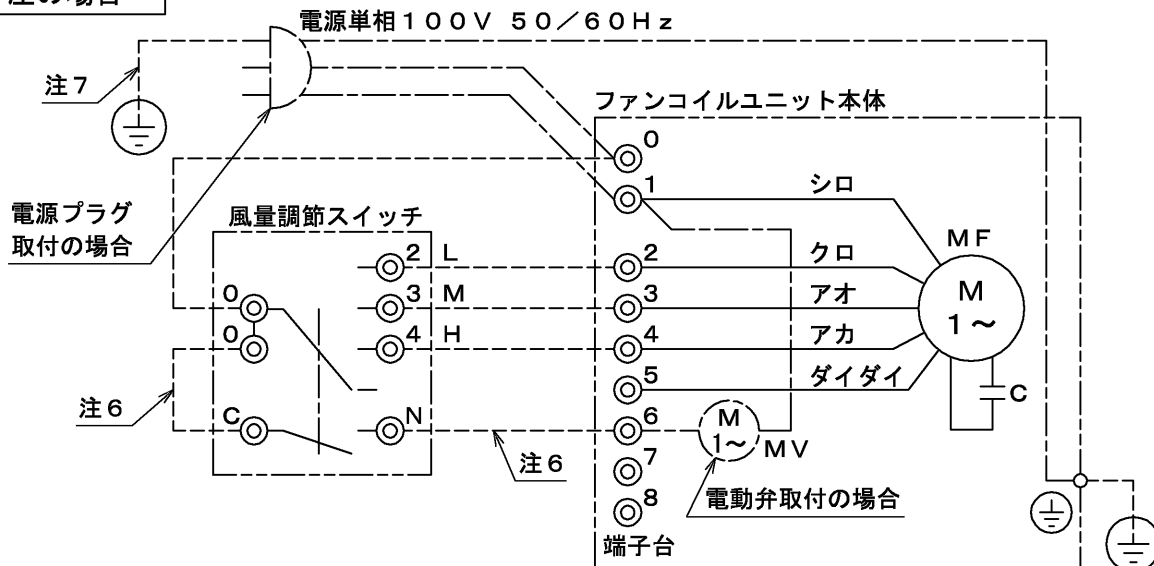 電源単相100V 50/60Hz
注7
ファンコイルユニット本体
0
1
シロ
電源プラグ
取付の場合
風量調節スイッチ
MF
2 L
2
クロ
M
1~
0
3 M
3
アオ
0
4 H
4
アカ
5
ダイダイ
C
注6
C
N
6
M
1~
MV
注6
7
電動弁取付の場合
8
端子台